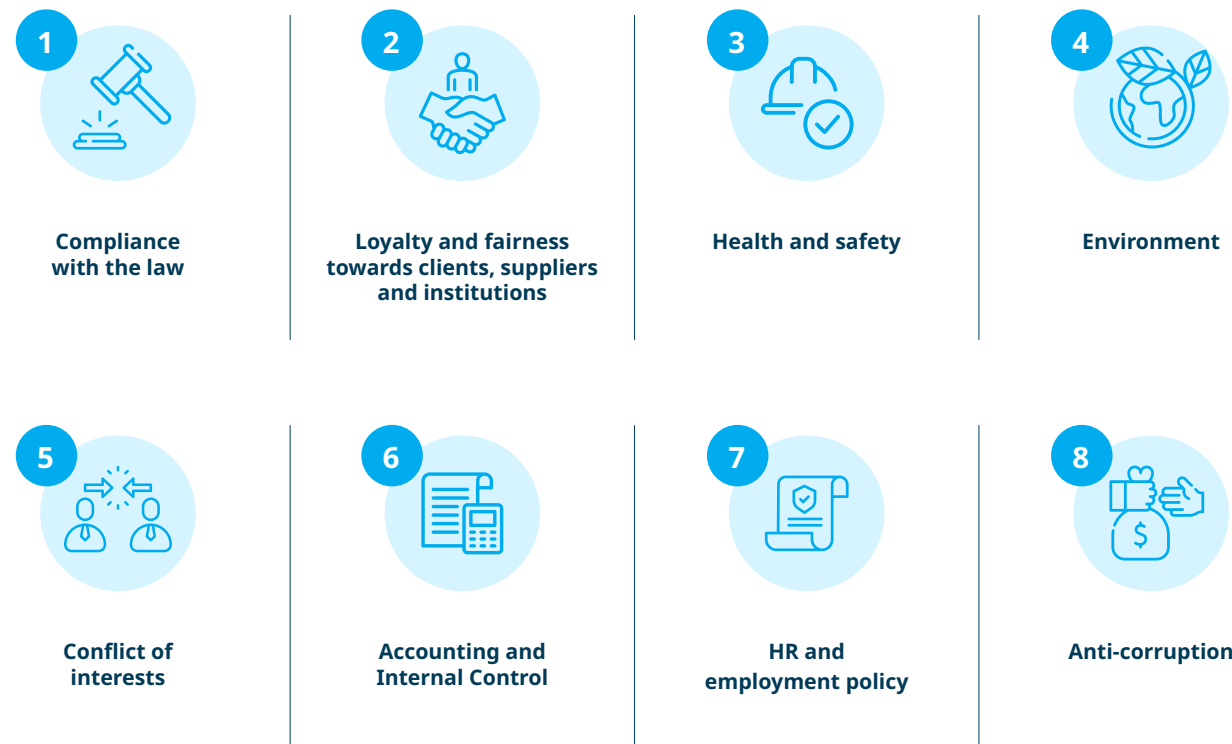 1
Compliance
with the law
2
Loyalty and fairness
towards clients, suppliers
and institutions
3
Health and safety
4
Environment
5
Conflict of
interests
6
Accounting and
Internal Control
7
HR and
employment policy
8
$
Anti-corruption